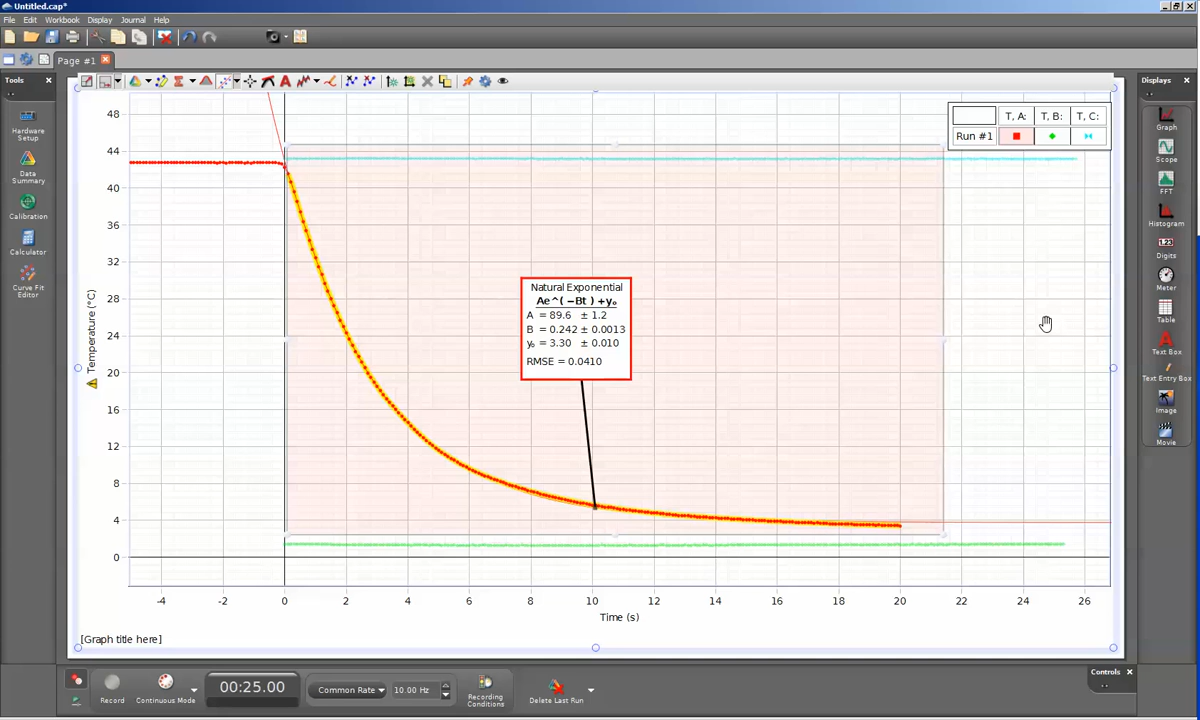 Untitled.cap*
File Edit Workbook Display Journal Help
Page #1
Tools
Displays
Hardware
Setup
Data
Summary
Calibration
Calculator
Curve Fit
Editor
T, A: T, B: T, C:
Run #1
48
44
40
36
32
28
24
20
16
12
8
4
0
Temperature (°C)
Natural Exponential
Ae^( −Bt ) +y₀
A = 89.6 ± 1.2
B = 0.242 ± 0.0013
y₀ = 3.30 ± 0.010
RMSE = 0.0410
-4 -2 0 2 4 6 8 10 12 14 16 18 20 22 24 26
Time (s)
[Graph title here]
Graph
Scope
FFT
Histogram
1.23
Digits
Meter
Table
Text Box
Text Entry Box
Image
Movie
Record
Continuous Mode
00:25.00
Common Rate
10.00 Hz
Recording
Conditions
Delete Last Run
Controls